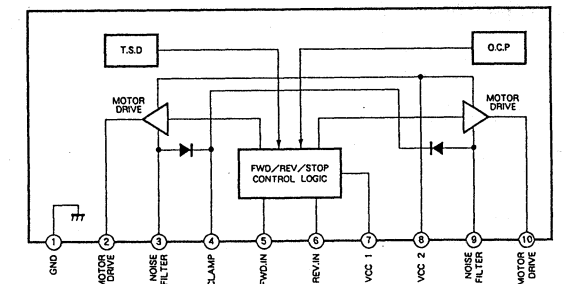 T.S.D
O.C.P
MOTOR
DRIVE
MOTOR
DRIVE
FWD/REV/STOP
CONTROL LOGIC
1
2
3
4
5
6
7
8
9
10
GND
MOTOR
DRIVE
NOISE
FILTER
CLAMP
FWD.IN
REV.IN
VCC 1
VCC 2
NOISE
FILTER
MOTOR
DRIVE